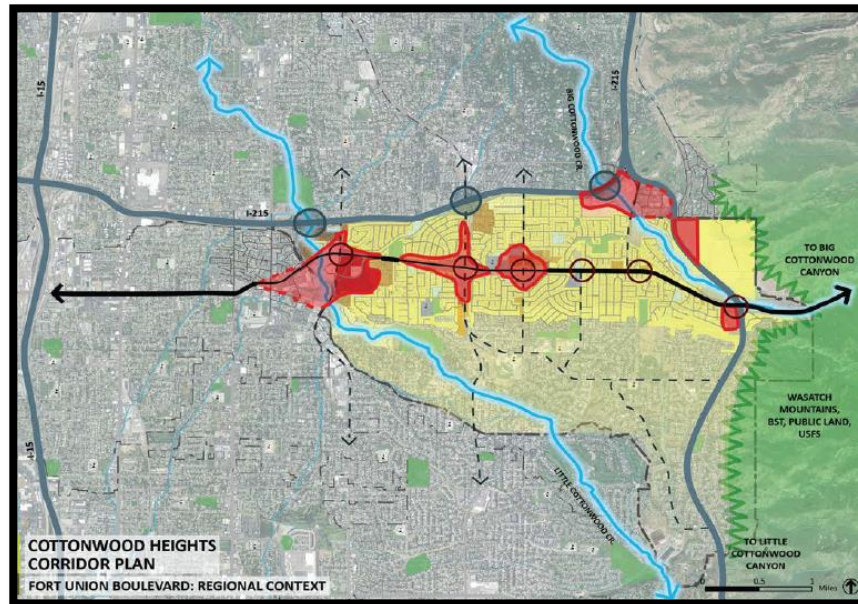 I-15
BIG COTTONWOOD CR.
I-215
I-215
TO BIG
COTTONWOOD
CANYON
WASATCH
MOUNTAINS,
BST, PUBLIC LAND,
USFS
I-15
LITTLE COTTONWOOD CR.
TO LITTLE
COTTONWOOD
CANYON
COTTONWOOD HEIGHTS
CORRIDOR PLAN
FORT UNION BOULEVARD: REGIONAL CONTEXT
0 0.5 1 Miles